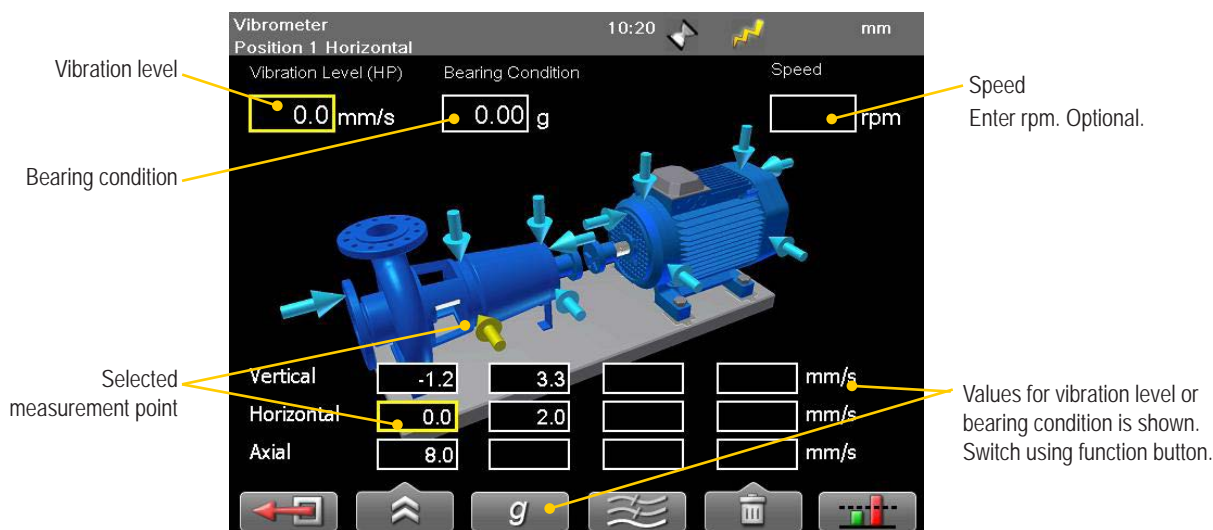 Vibrometer
10:20
mm
Position 1 Horizontal
Vibration level
Vibration Level (HP)
Bearing Condition
Speed
0.0 mm/s
0.00 g
rpm
Speed
Enter rpm. Optional.
Bearing condition
Selected
measurement point
Vertical -1.2 3.3 mm/s
Horizontal 0.0 2.0 mm/s
Axial 8.0 mm/s
Values for vibration level or
bearing condition is shown.
Switch using function button.
g